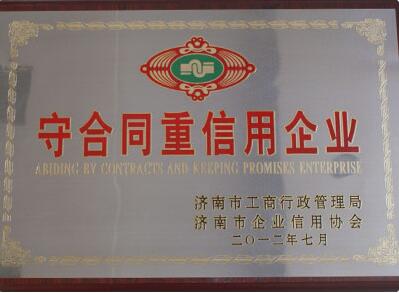 守合同重信用企业
ABIDING BY CONTRACTS AND KEEPING PROMISES ENTERPRISE
济南市工商行政管理局
济南市企业信用协会
二〇一二年七月